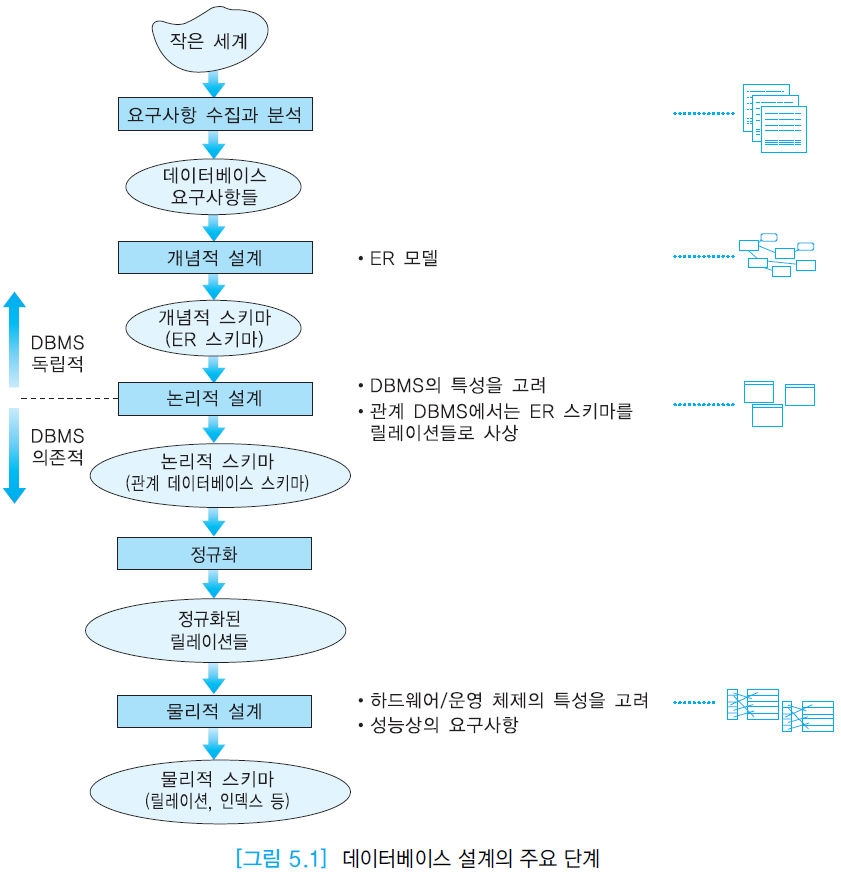 작은 세계
요구사항 수집과 분석
데이터베이스
요구사항들
개념적 설계
• ER 모델
개념적 스키마
(ER 스키마)
DBMS
독립적
논리적 설계
• DBMS의 특성을 고려
• 관계 DBMS에서는 ER 스키마를
릴레이션들로 사상
DBMS
의존적
논리적 스키마
(관계 데이터베이스 스키마)
정규화
정규화된
릴레이션들
물리적 설계
• 하드웨어/운영 체제의 특성을 고려
• 성능상의 요구사항
물리적 스키마
(릴레이션, 인덱스 등)
[그림 5.1] 데이터베이스 설계의 주요 단계